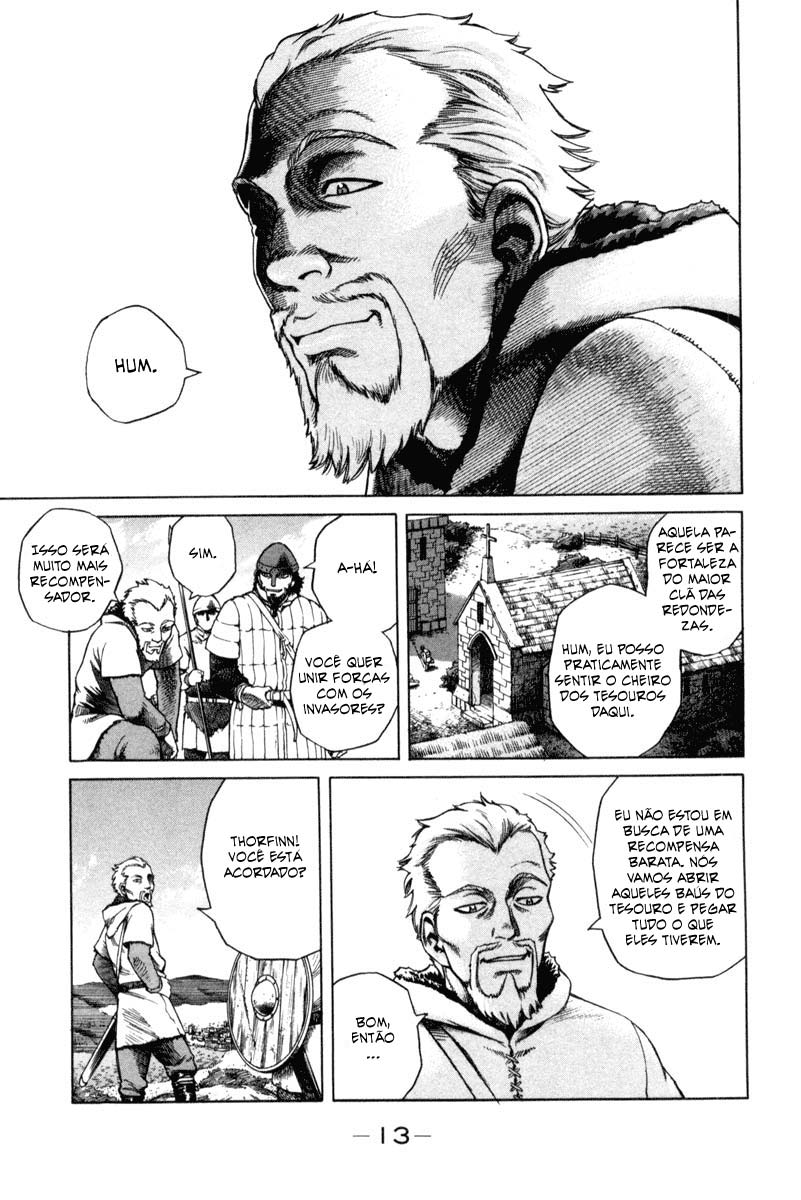 HUM.
AQUELA PA-
RECE SER A
FORTALEZA
DO MAIOR
CLÃ DAS
REDONDE-
ZAS.
HUM, EU POSSO
PRATICAMENTE
SENTIR O CHEIRO
DOS TESOUROS
DAQUI.
A-HÁ!
VOCÊ QUER
UNIR FORÇAS
COM OS
INVASORES?
SIM.
ISSO SERÁ
MUITO MAIS
RECOMPEN-
SADOR.
EU NÃO ESTOU EM
BUSCA DE UMA
RECOMPENSA
BARATA. NÓS
VAMOS ABRIR
AQUELES BAÚS DO
TESOURO E PEGAR
TUDO O QUE
ELES TIVEREM.
BOM,
ENTÃO
...
THORFINN!
VOCÊ ESTÁ
ACORDADO?
—13—